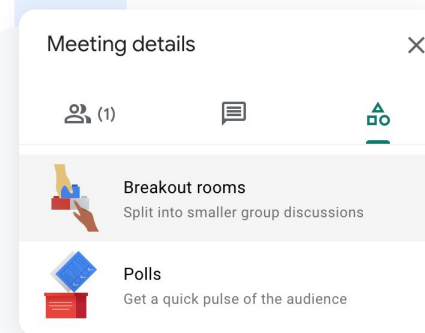 Meeting details
(1)
Breakout rooms
Split into smaller group discussions
Polls
Get a quick pulse of the audience